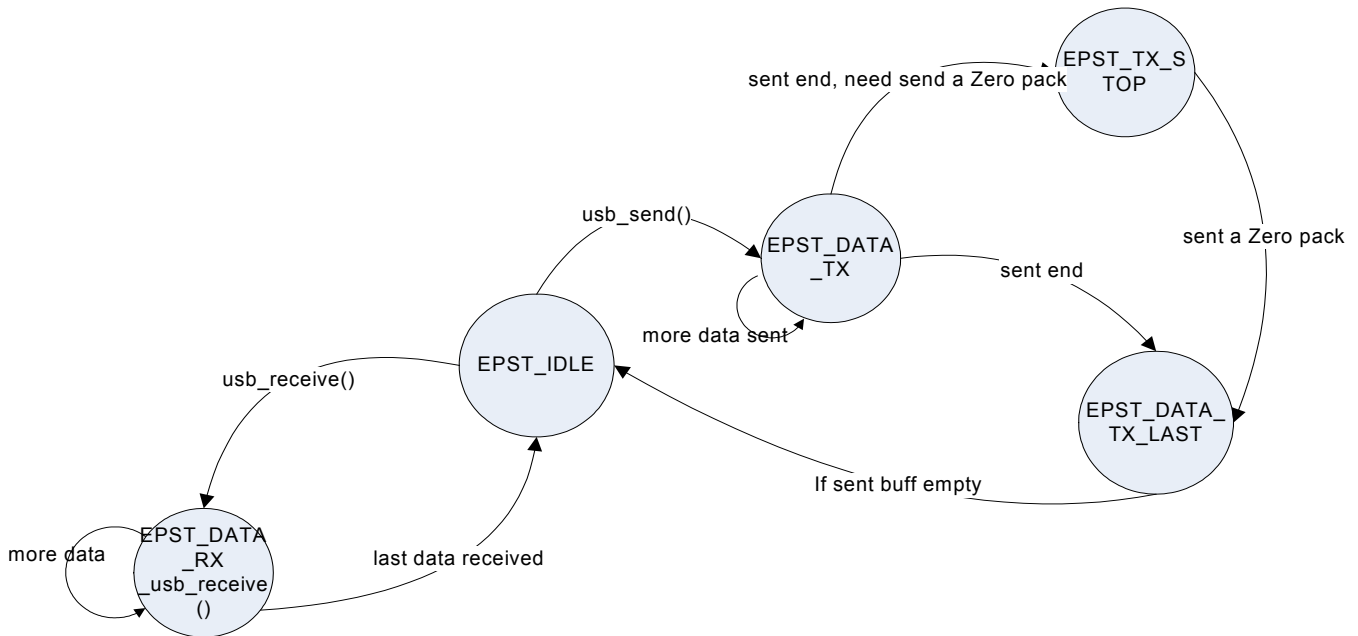 EPST_TX_S
TOP
sent end, need send a Zero pack
usb_send()
EPST_DATA
_TX
sent a Zero pack
sent end
more data sent
EPST_IDLE
usb_receive()
EPST_DATA_
TX_LAST
If sent buff empty
EPST_DATA
_RX
_usb_receive
()
more data
last data received